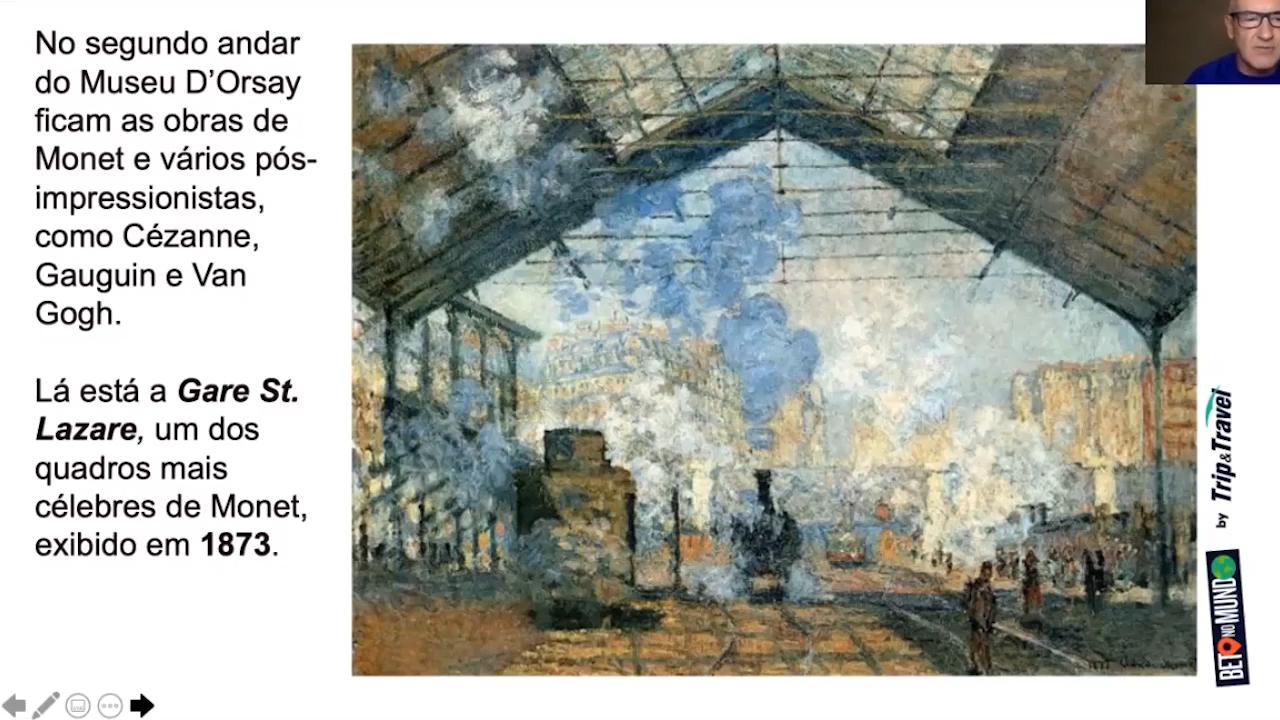 No segundo andar
do Museu D’Orsay
ficam as obras de
Monet e vários pós-
impressionistas,
como Cézanne,
Gauguin e Van
Gogh.
Lá está a Gare St.
Lazare, um dos
quadros mais
célebres de Monet,
exibido em 1873.
by Trip&Travel
BETO NO MUNDO